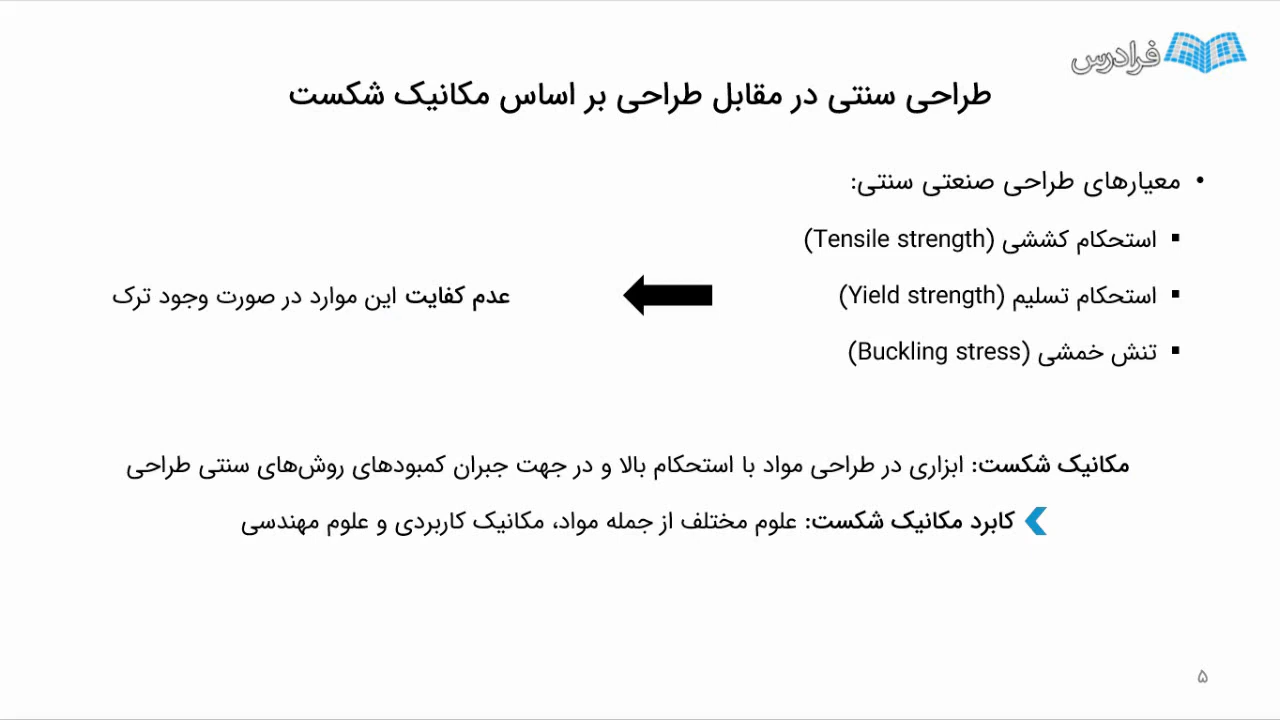 فرادرس
طراحی سنتی در مقابل طراحی بر اساس مکانیک شکست
• معیارهای طراحی صنعتی سنتی:
▪ استحکام کششی (Tensile strength)
▪ استحکام تسلیم (Yield strength)
عدم کفایت این موارد در صورت وجود ترک
▪ تنش خمشی (Buckling stress)
مکانیک شکست: ابزاری در طراحی مواد با استحکام بالا و در جهت جبران کمبودهای روش‌های سنتی طراحی
کابرد مکانیک شکست: علوم مختلف از جمله مواد، مکانیک کاربردی و علوم مهندسی
۵